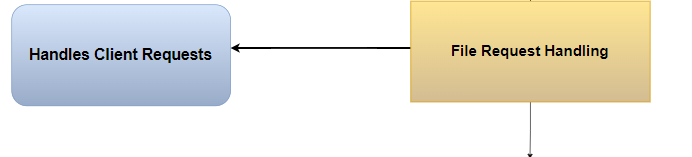 Handles Client Requests
File Request Handling